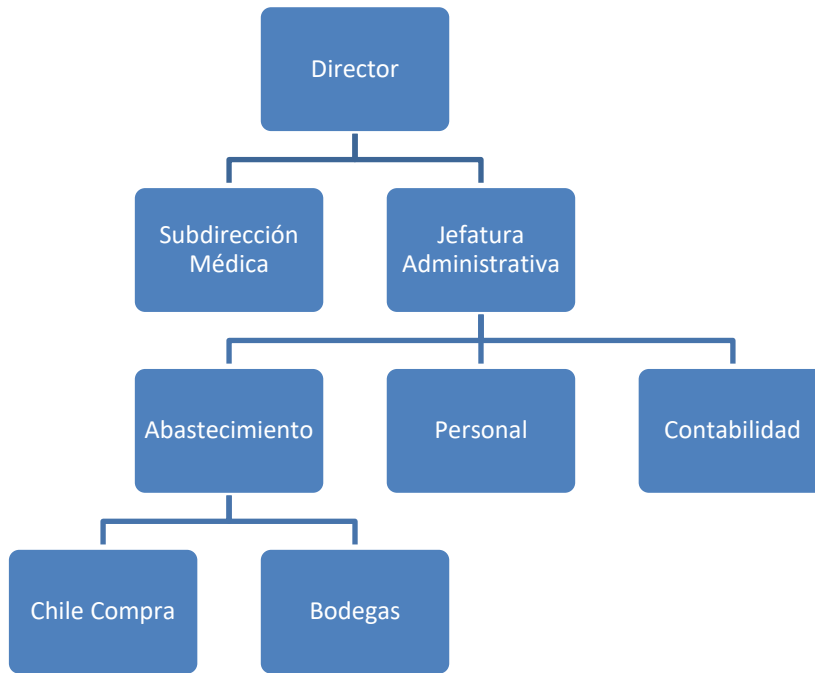 Director
Subdirección
Médica
Jefatura
Administrativa
Abastecimiento
Personal
Contabilidad
Chile Compra
Bodegas